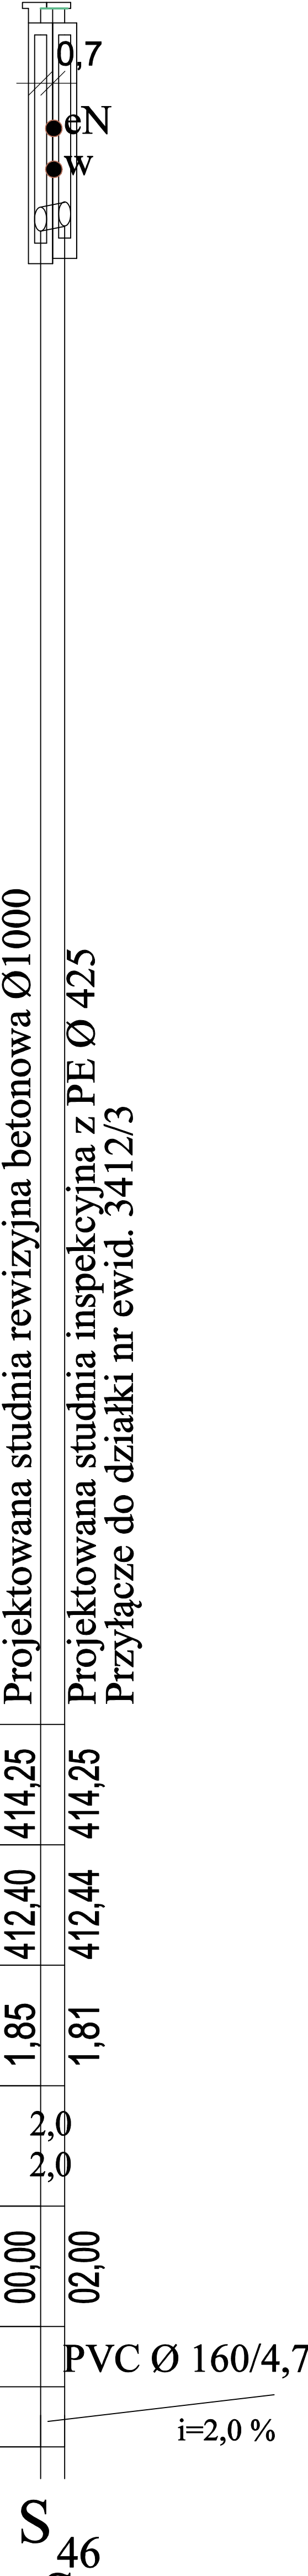 0,7
eN
w
Projektowana studnia rewizyjna betonowa Ø1000
Projektowana studnia inspekcyjna z PE Ø 425
Przyłącze do działki nr ewid. 3412/3
414,25
414,25
412,40
412,44
1,85
1,81
2,0
2,0
00,00
02,00
PVC Ø 160/4,7
i=2,0 %
S
46